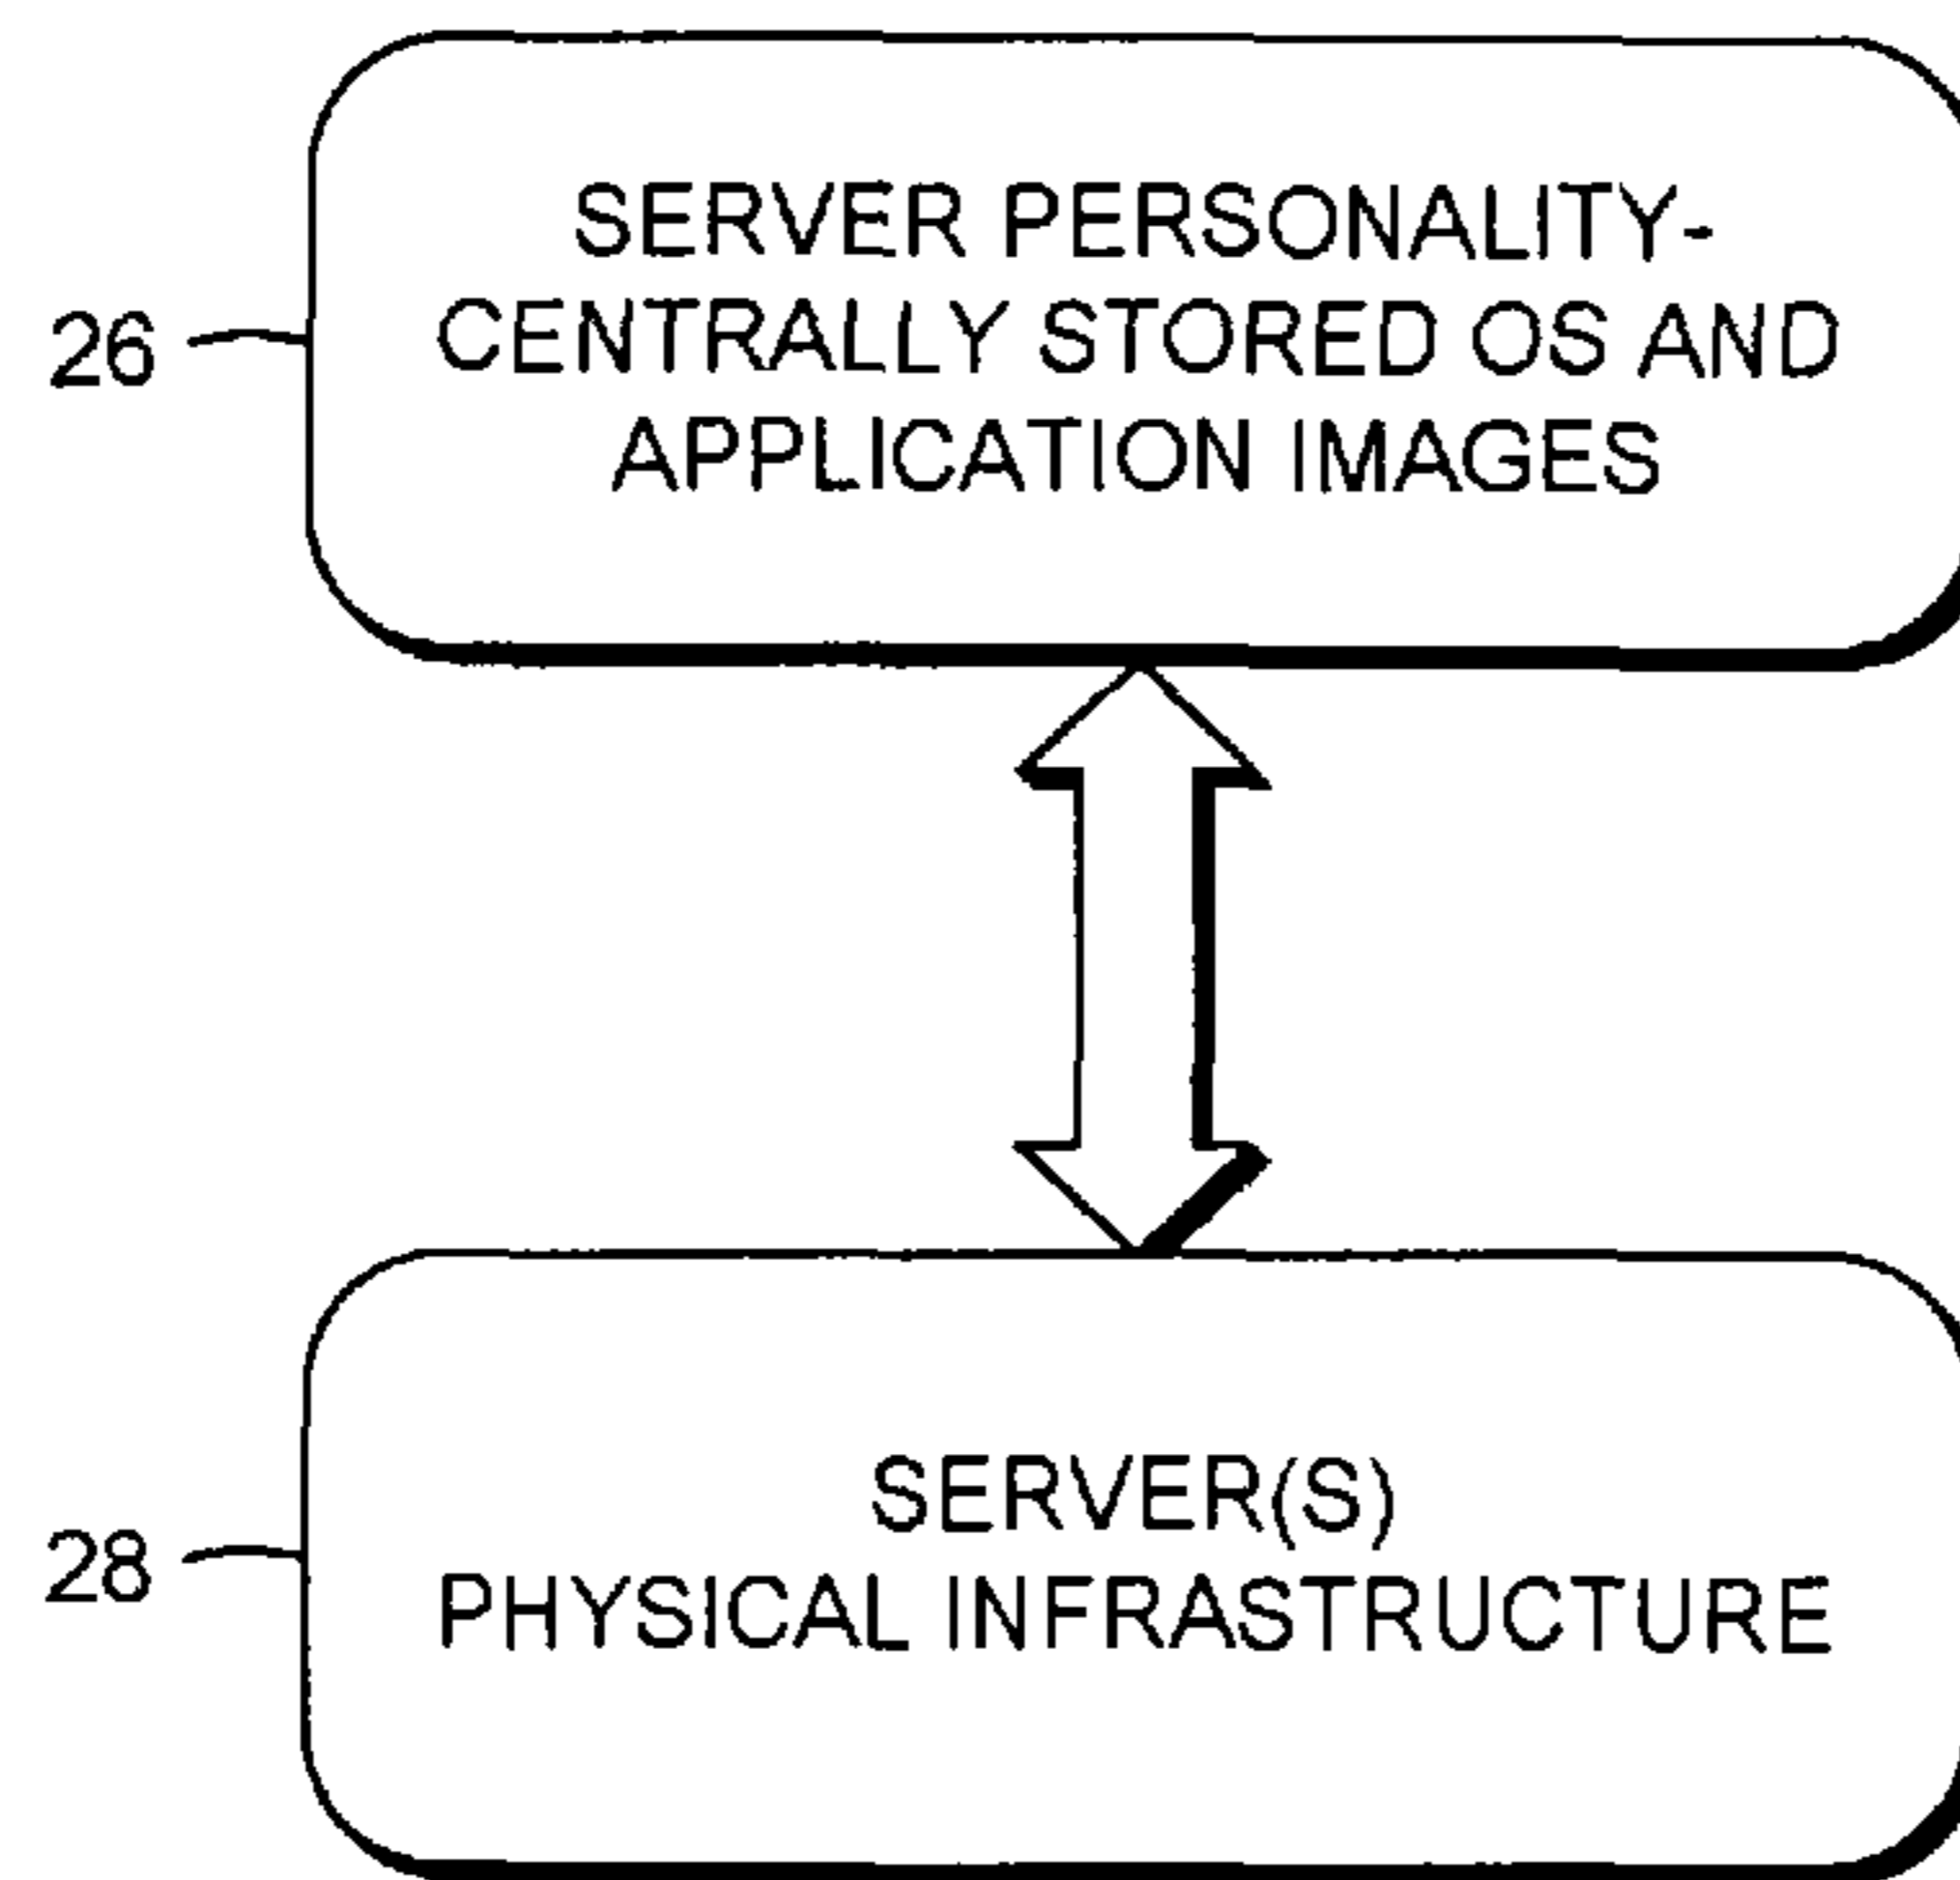 SERVER PERSONALITY-
26
CENTRALLY STORED OS AND
APPLICATION IMAGES
SERVER(S)
28
PHYSICAL INFRASTRUCTURE